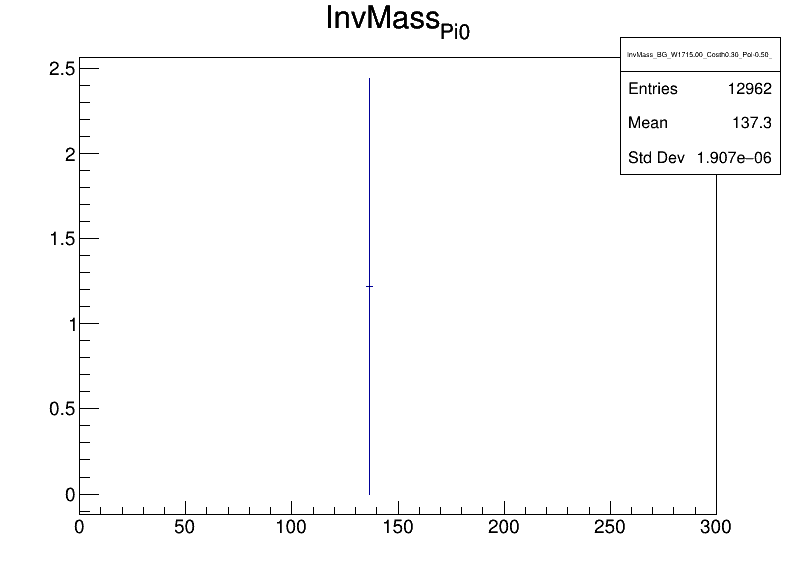 InvMass_Pi0
InvMass_BG_W1715.00_Costh0.30_Pol-0.50_
Entries 12962
Mean 137.3
Std Dev 1.907e−06
2.5
2
1.5
1
0.5
0
0 50 100 150 200 250 300